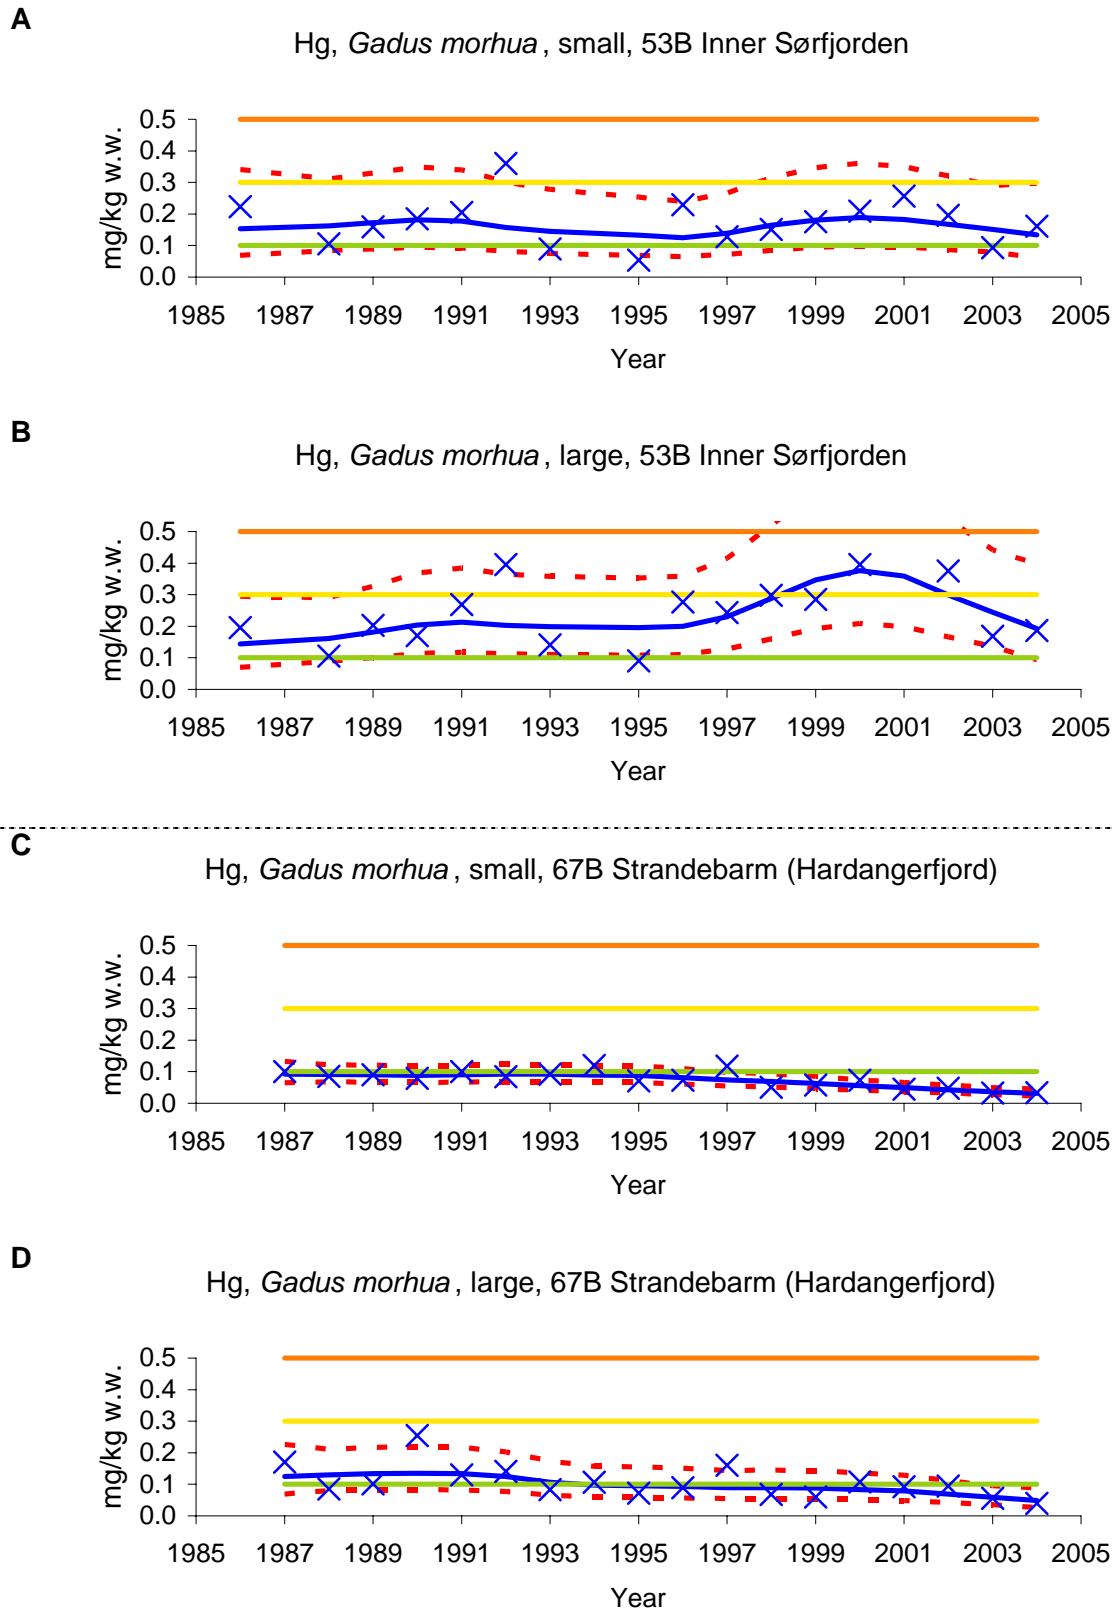 A
Hg, Gadus morhua, small, 53B Inner Sørfjorden
mg/kg w.w.
0.5
0.4
0.3
0.2
0.1
0.0
1985 1987 1989 1991 1993 1995 1997 1999 2001 2003 2005
Year
B
Hg, Gadus morhua, large, 53B Inner Sørfjorden
mg/kg w.w.
0.5
0.4
0.3
0.2
0.1
0.0
1985 1987 1989 1991 1993 1995 1997 1999 2001 2003 2005
Year
C
Hg, Gadus morhua, small, 67B Strandebarm (Hardangerfjord)
mg/kg w.w.
0.5
0.4
0.3
0.2
0.1
0.0
1985 1987 1989 1991 1993 1995 1997 1999 2001 2003 2005
Year
D
Hg, Gadus morhua, large, 67B Strandebarm (Hardangerfjord)
mg/kg w.w.
0.5
0.4
0.3
0.2
0.1
0.0
1985 1987 1989 1991 1993 1995 1997 1999 2001 2003 2005
Year